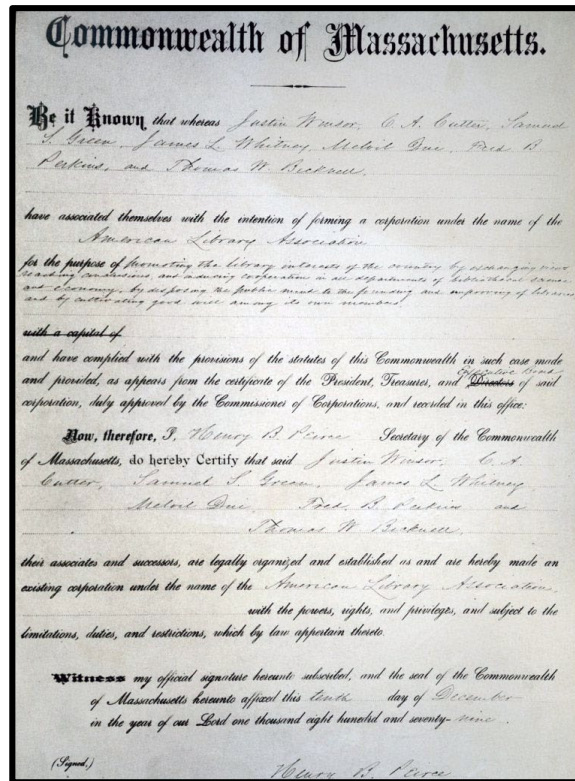 Commonwealth of Massachusetts.
Be it Known that whereas Justin Winsor, C. A. Cutter, Samuel
S. Green, James L. Whitney, Melvil Dui, Fred B
Perkins, and Thomas W. Bicknell,
have associated themselves with the intention of forming a corporation under the name of the
American Library Association
for the purpose of promoting the library interests of the country by exchanging views,
reaching conclusions, and inducing cooperation in all departments of bibliothecal science
and economy; by disposing the public mind to the founding and improving of libraries
and by cultivating good will among its own members,
with a capital of
and have complied with the provisions of the statutes of this Commonwealth in such case made
Executive Board
and provided, as appears from the certificate of the President, Treasurer, and Directors of said
corporation, duly approved by the Commissioner of Corporations, and recorded in this office:
Now, therefore, I, Henry B. Peirce Secretary of the Commonwealth
of Massachusetts, do hereby Certify that said Justin Winsor, C. A.
Cutter, Samuel S. Green, James L. Whitney,
Melvil Dui, Fred. B. Perkins and
Thomas W. Bicknell,
their associates and successors, are legally organized and established as and are hereby made an
existing corporation under the name of the American Library Association,
with the powers, rights, and privileges, and subject to the
limitations, duties, and restrictions, which by law appertain thereto.
Witness my official signature hereunto subscribed, and the seal of the Commonwealth
of Massachusetts hereunto affixed this tenth day of December
in the year of our Lord one thousand eight hundred and seventy-nine.
(Signed.) Henry B. Peirce